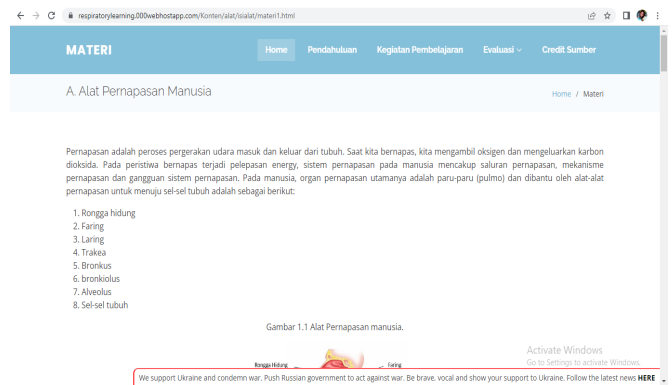 respiratorylearning.000webhostapp.com/Konten/alat/isialat/materi1.html
MATERI
Home Pendahuluan Kegiatan Pembelajaran Evaluasi Credit Sumber
A. Alat Pernapasan Manusia
Home / Materi
Pernapasan adalah peroses pergerakan udara masuk dan keluar dari tubuh. Saat kita bernapas, kita mengambil oksigen dan mengeluarkan karbon
dioksida. Pada peristiwa bernapas terjadi pelepasan energy, sistem pernapasan pada manusia mencakup saluran pernapasan, mekanisme
pernapasan dan gangguan sistem pernapasan. Pada manusia, organ pernapasan utamanya adalah paru-paru (pulmo) dan dibantu oleh alat-alat
pernapasan untuk menuju sel-sel tubuh adalah sebagai berikut:
1. Rongga hidung
2. Faring
3. Laring
4. Trakea
5. Bronkus
6. bronkiolus
7. Alveolus
8. Sel-sel tubuh
Gambar 1.1 Alat Pernapasan manusia.
Rongga Hidung
Faring
Activate Windows
Go to Settings to activate Windows.
We support Ukraine and condemn war. Push Russian government to act against war. Be brave, vocal and show your support to Ukraine. Follow the latest news HERE